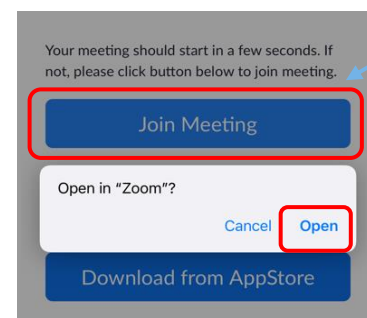 Your meeting should start in a few seconds. If
not, please click button below to join meeting.
Join Meeting
Open in “Zoom”?
Cancel Open
Download from AppStore